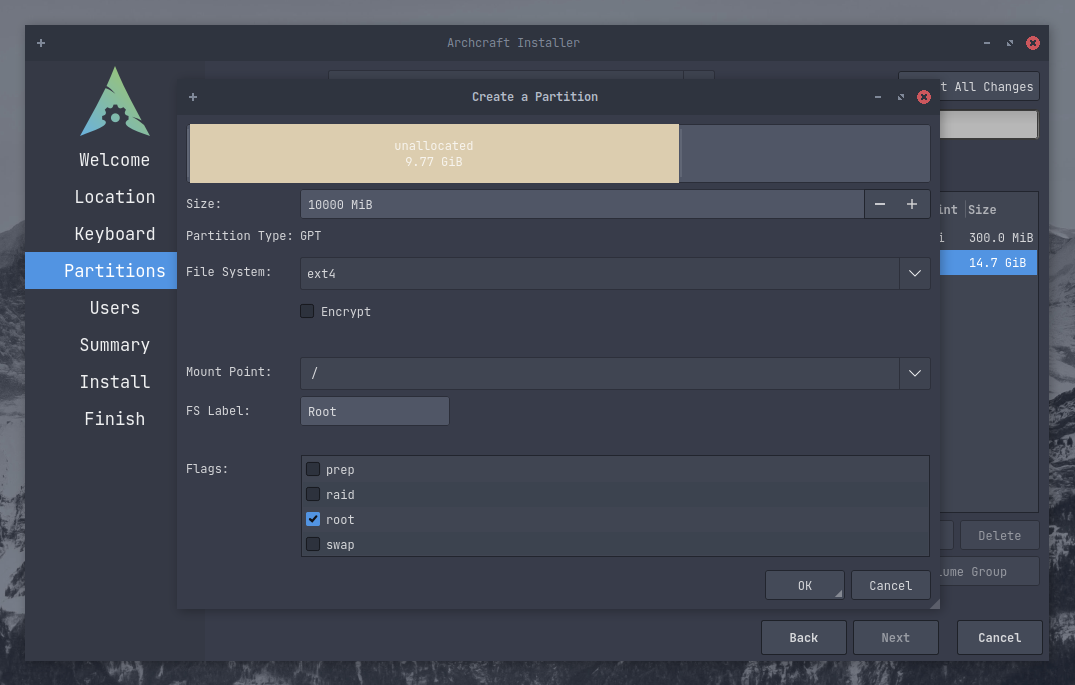 Archcraft Installer
Welcome
Location
Keyboard
Partitions
Users
Summary
Install
Finish
All Changes
Create a Partition
unallocated
9.77 GiB
Size: 10000 MiB
Partition Type: GPT
File System: ext4
Encrypt
Mount Point: /
FS Label: Root
Flags:
prep
raid
root
swap
OK Cancel
Size
300.0 MiB
14.7 GiB
Delete
Group
Back Next Cancel